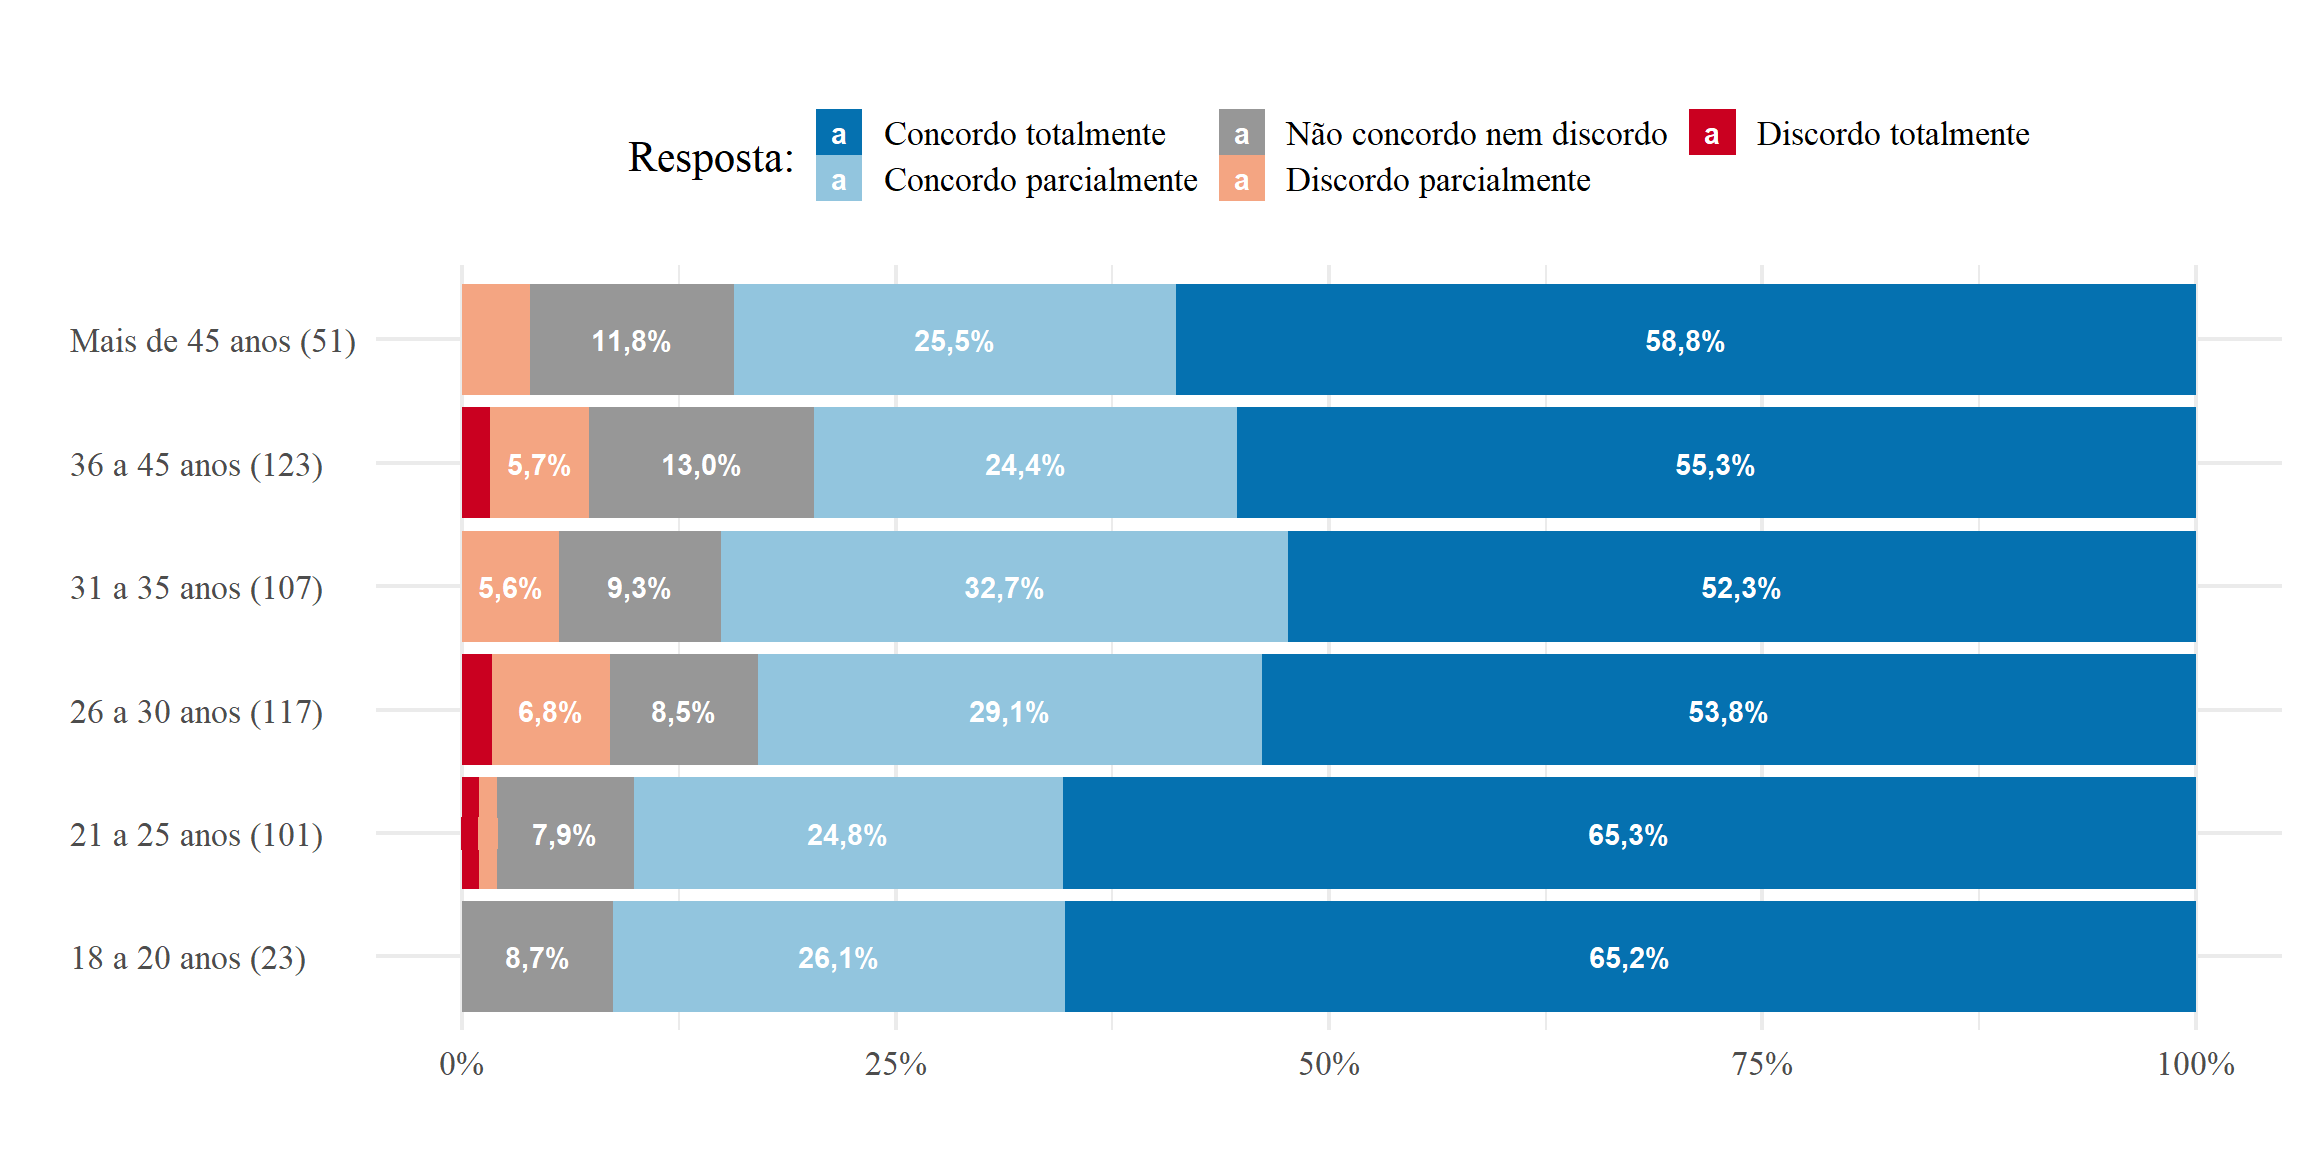 Resposta:
a Concordo totalmente
a Concordo parcialmente
a Não concordo nem discordo
a Discordo parcialmente
a Discordo totalmente
Mais de 45 anos (51) 11,8% 25,5% 58,8%
36 a 45 anos (123) 5,7% 13,0% 24,4% 55,3%
31 a 35 anos (107) 5,6% 9,3% 32,7% 52,3%
26 a 30 anos (117) 6,8% 8,5% 29,1% 53,8%
21 a 25 anos (101) 7,9% 24,8% 65,3%
18 a 20 anos (23) 8,7% 26,1% 65,2%
0% 25% 50% 75% 100%